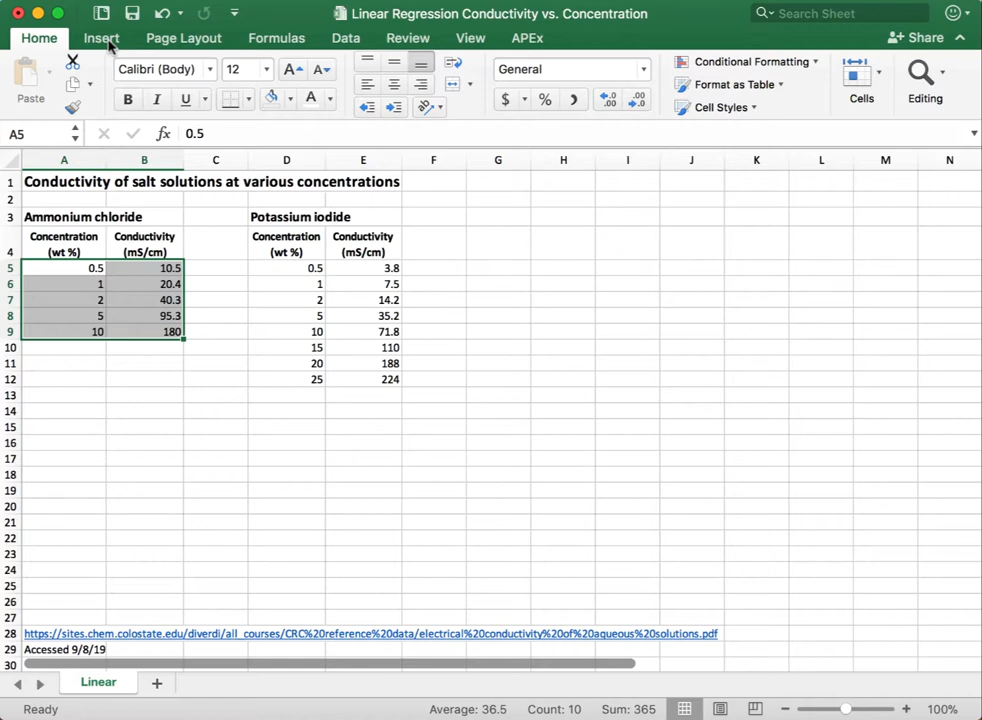 Linear Regression Conductivity vs. Concentration
Search Sheet
Home Insert Page Layout Formulas Data Review View APEx
Share
Paste
Calibri (Body) 12
General
Conditional Formatting
Format as Table
Cell Styles
Cells
Editing
A5 fx 0.5
A B C D E F G H I J K L M N
1 Conductivity of salt solutions at various concentrations
2
3 Ammonium chloride Potassium iodide
Concentration Conductivity Concentration Conductivity
4 (wt %) (mS/cm) (wt %) (mS/cm)
5 0.5 10.5 0.5 3.8
6 1 20.4 1 7.5
7 2 40.3 2 14.2
8 5 95.3 5 35.2
9 10 180 10 71.8
10 15 110
11 20 188
12 25 224
13
14
15
16
17
18
19
20
21
22
23
24
25
26
27
28 https://sites.chem.colostate.edu/diverdi/all_courses/CRC%20reference%20data/electrical%20conductivity%20of%20aqueous%20solutions.pdf
29 Accessed 9/8/19
30
Linear
Ready Average: 36.5 Count: 10 Sum: 365 100%